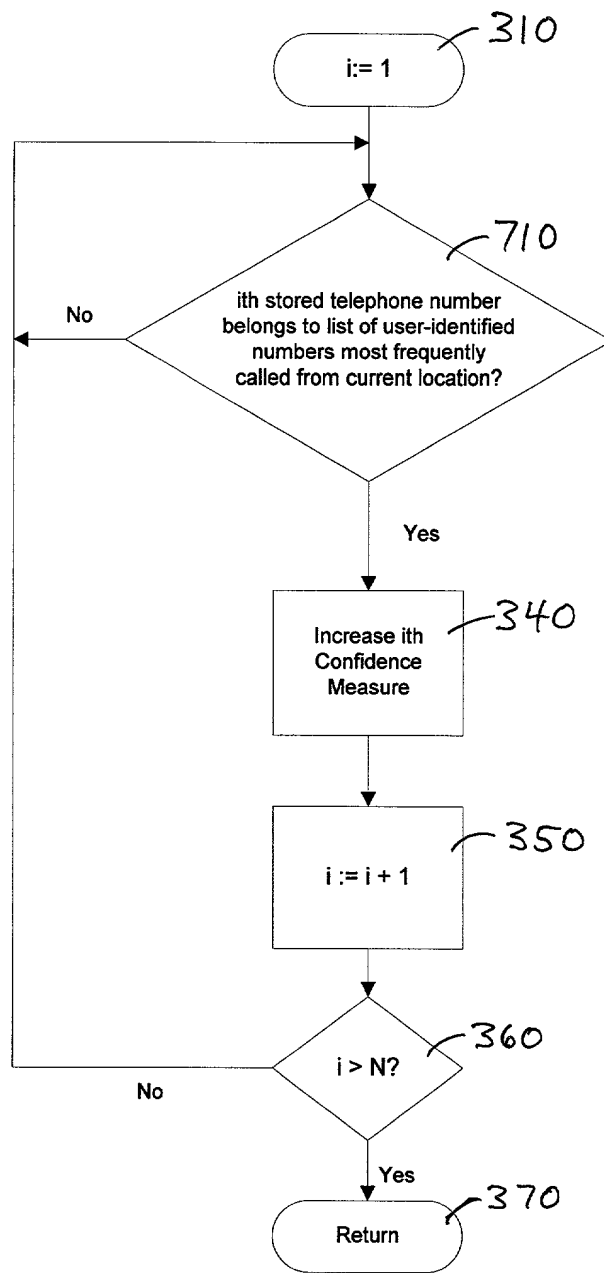 310
i:= 1
710
ith stored telephone number
belongs to list of user-identified
numbers most frequently
called from current location?
No
Yes
340
Increase ith
Confidence
Measure
350
i := i + 1
360
i > N?
No
Yes
370
Return